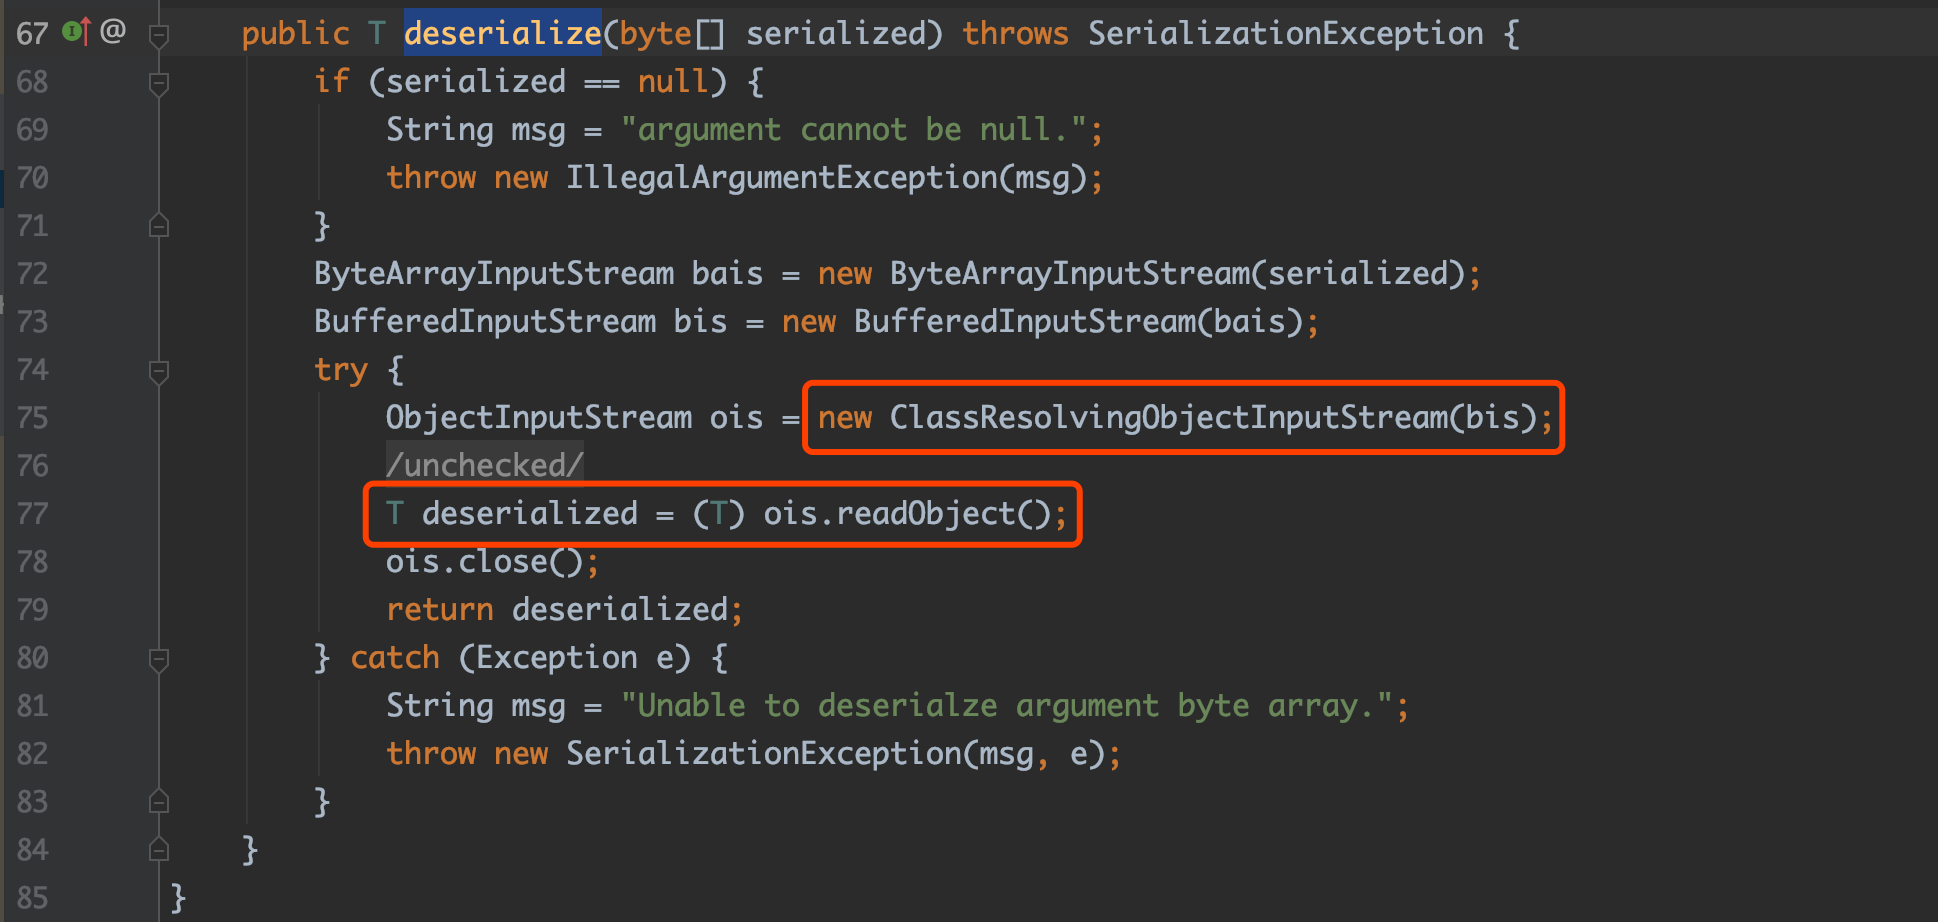 67 @ public T deserialize(byte[] serialized) throws SerializationException {
68 if (serialized == null) {
69 String msg = "argument cannot be null.";
70 throw new IllegalArgumentException(msg);
71 }
72 ByteArrayInputStream bais = new ByteArrayInputStream(serialized);
73 BufferedInputStream bis = new BufferedInputStream(bais);
74 try {
75 ObjectInputStream ois = new ClassResolvingObjectInputStream(bis);
76 /unchecked/
77 T deserialized = (T) ois.readObject();
78 ois.close();
79 return deserialized;
80 } catch (Exception e) {
81 String msg = "Unable to deserialze argument byte array.";
82 throw new SerializationException(msg, e);
83 }
84 }
85 }